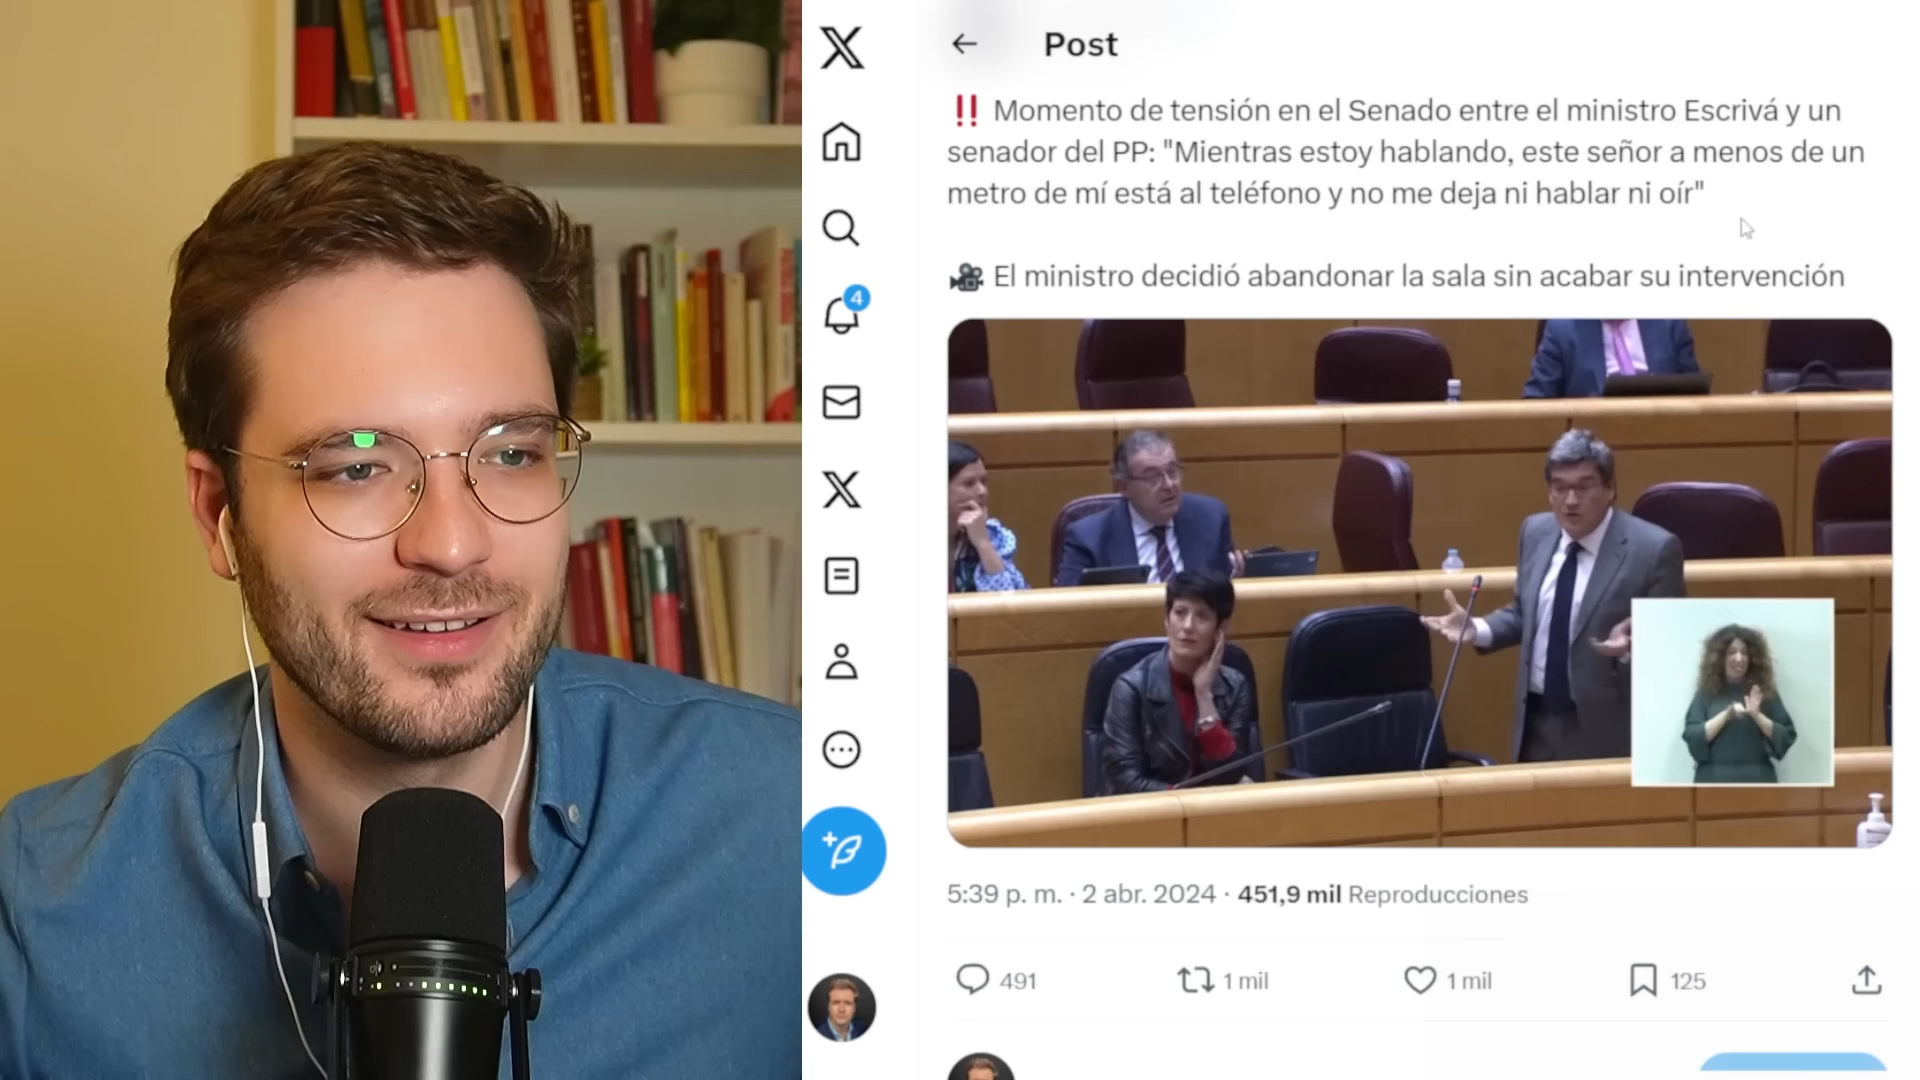 Post
‼️ Momento de tensión en el Senado entre el ministro Escrivá y un
senador del PP: "Mientras estoy hablando, este señor a menos de un
metro de mí está al teléfono y no me deja ni hablar ni oír"
🎥 El ministro decidió abandonar la sala sin acabar su intervención
4
5:39 p. m. · 2 abr. 2024 · 451,9 mil Reproducciones
491
1 mil
1 mil
125